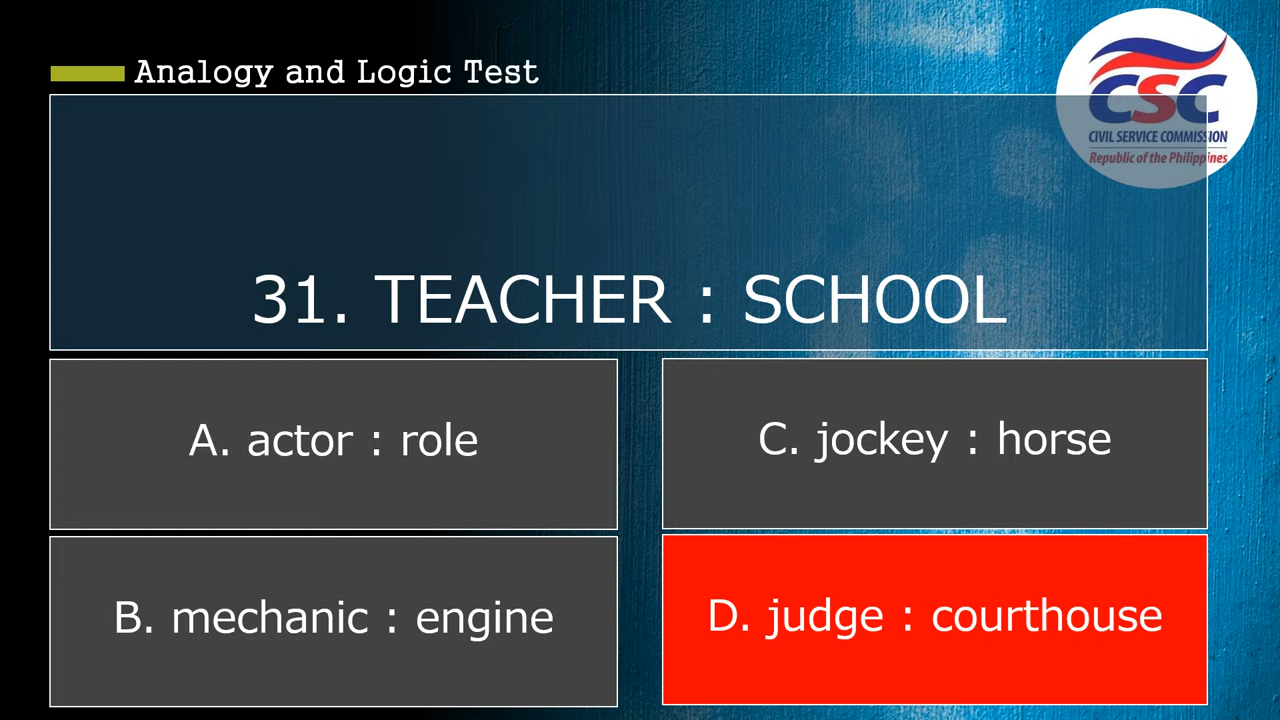 Analogy and Logic Test
CSC
CIVIL SERVICE COMMISSION
Republic of the Philippines
31. TEACHER : SCHOOL
A. actor : role
C. jockey : horse
B. mechanic : engine
D. judge : courthouse